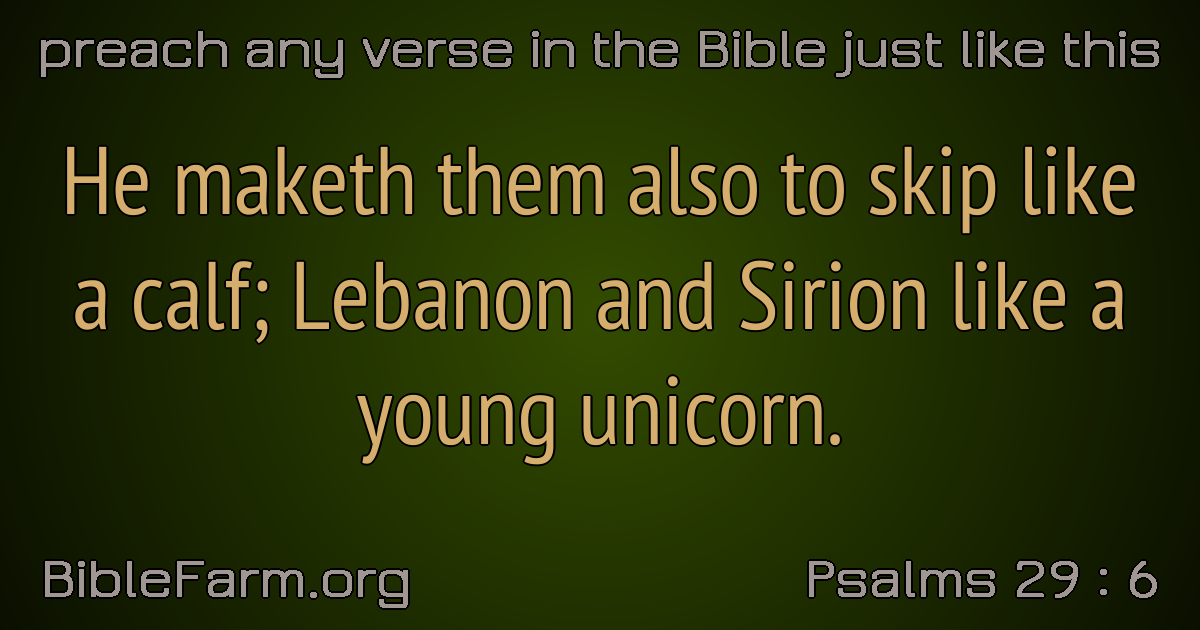 preach any verse in the Bible just like this
He maketh them also to skip like
a calf; Lebanon and Sirion like a
young unicorn.
BibleFarm.org
Psalms 29 : 6